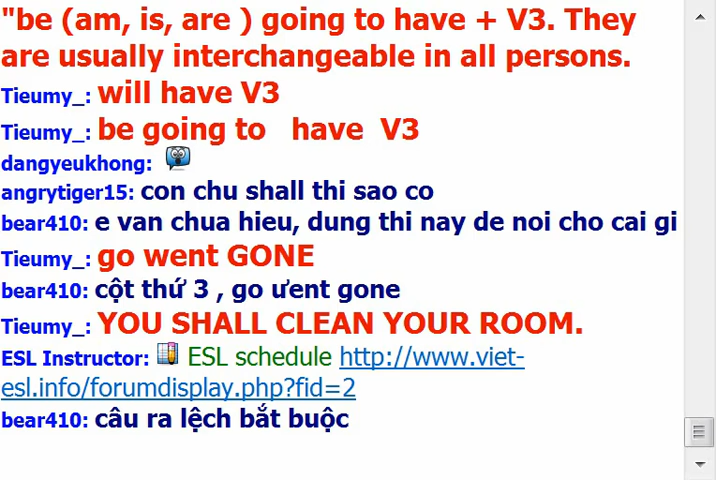 "be (am, is, are ) going to have + V3. They
are usually interchangeable in all persons.
Tieumy_: will have V3
Tieumy_: be going to have V3
dangyeukhong:
angrytiger15: con chu shall thi sao co
bear410: e van chua hieu, dung thi nay de noi cho cai gi
Tieumy_: go went GONE
bear410: cột thứ 3 , go ưent gone
Tieumy_: YOU SHALL CLEAN YOUR ROOM.
ESL Instructor: ESL schedule http://www.viet-
esl.info/forumdisplay.php?fid=2
bear410: câu ra lệch bắt buộc